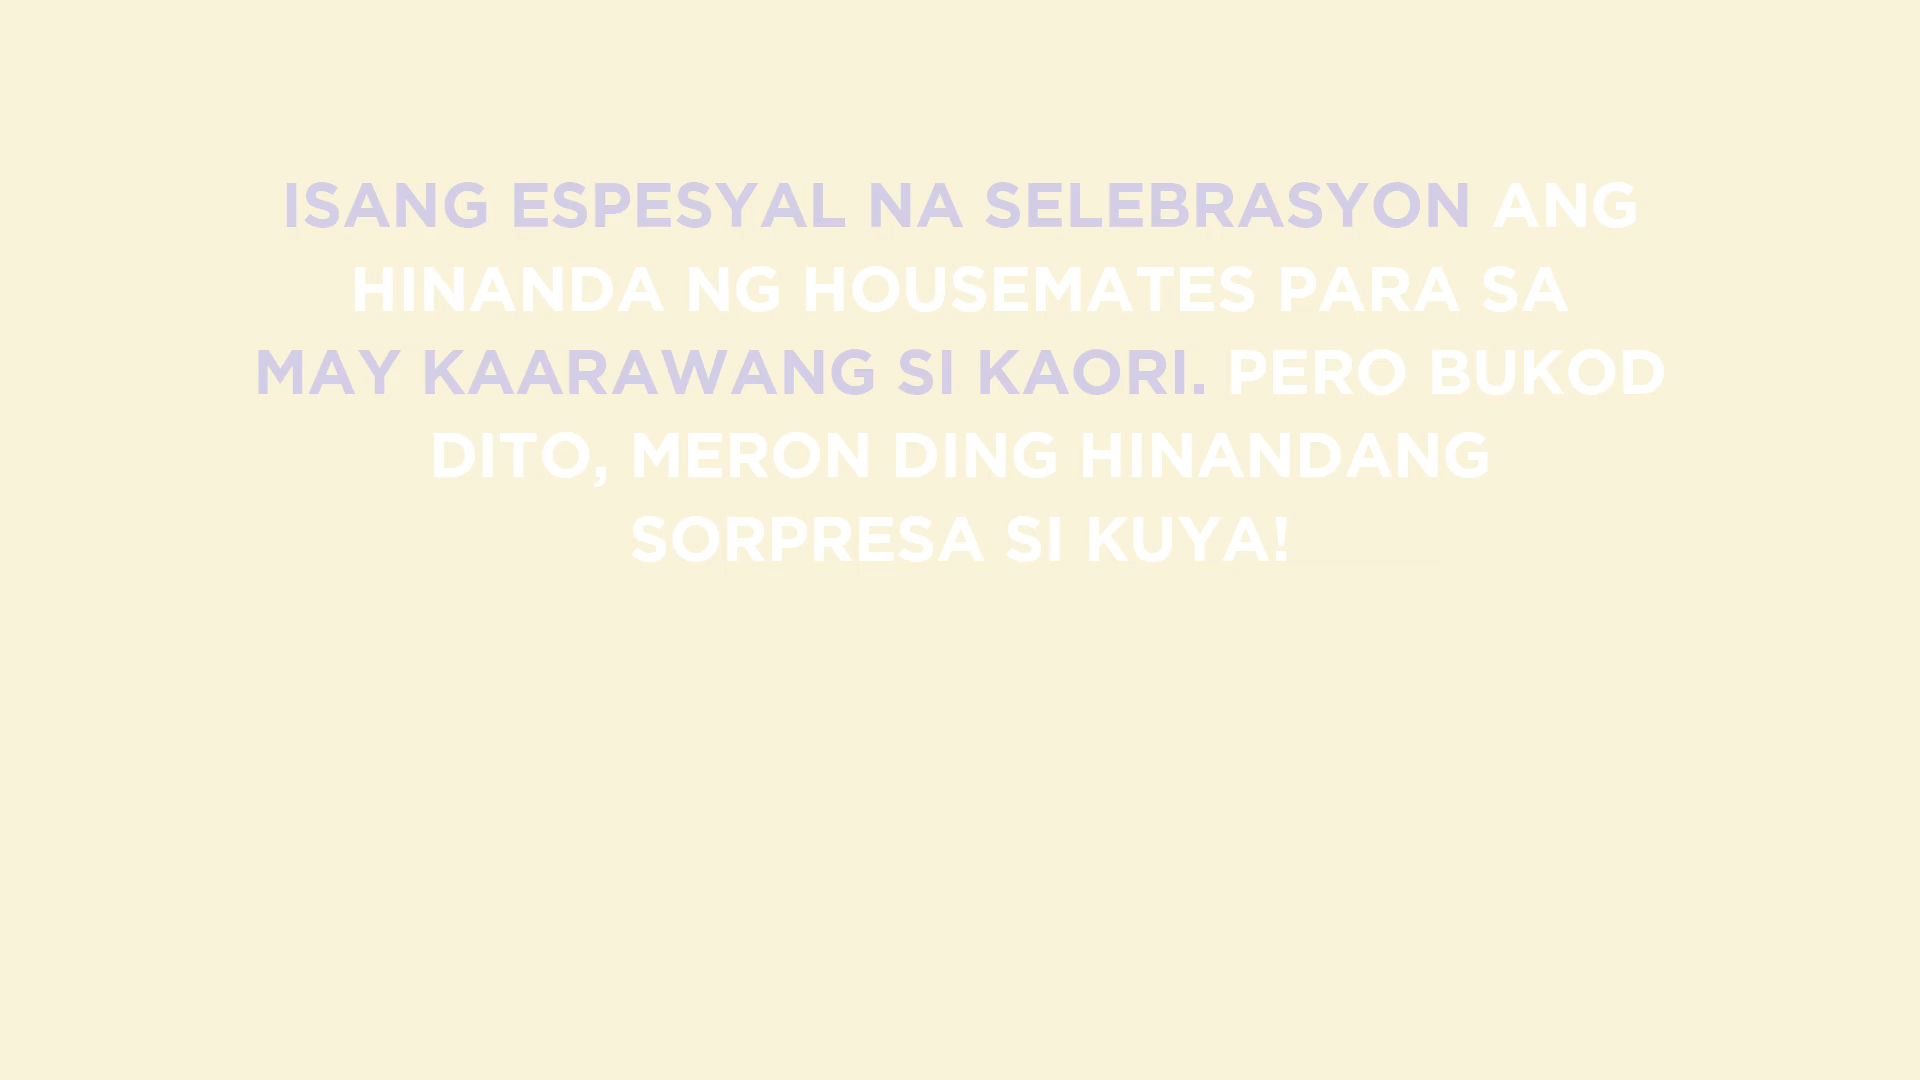 ISANG ESPESYAL NA SELEBRASYON ANG
HINANDA NG HOUSEMATES PARA SA
MAY KAARAWANG SI KAORI. PERO BUKOD
DITO, MERON DING HINANDANG
SORPRESA SI KUYA!